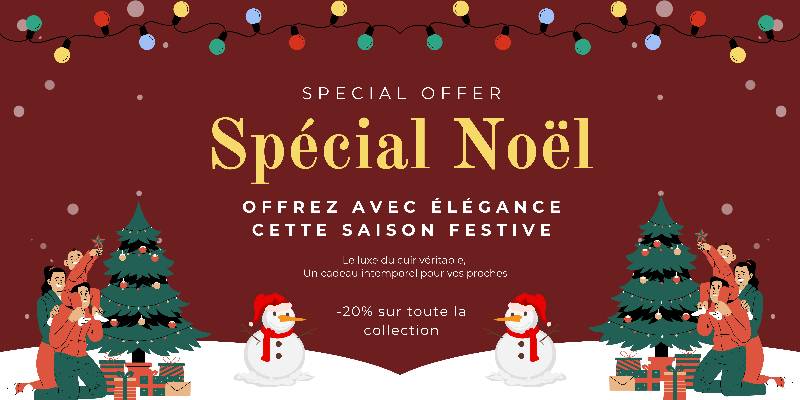 SPECIAL OFFER
Spécial Noël
OFFREZ AVEC ÉLÉGANCE
CETTE SAISON FESTIVE
Le luxe du cuir véritable,
Un cadeau intemporel pour vos proches
-20% sur toute la
collection